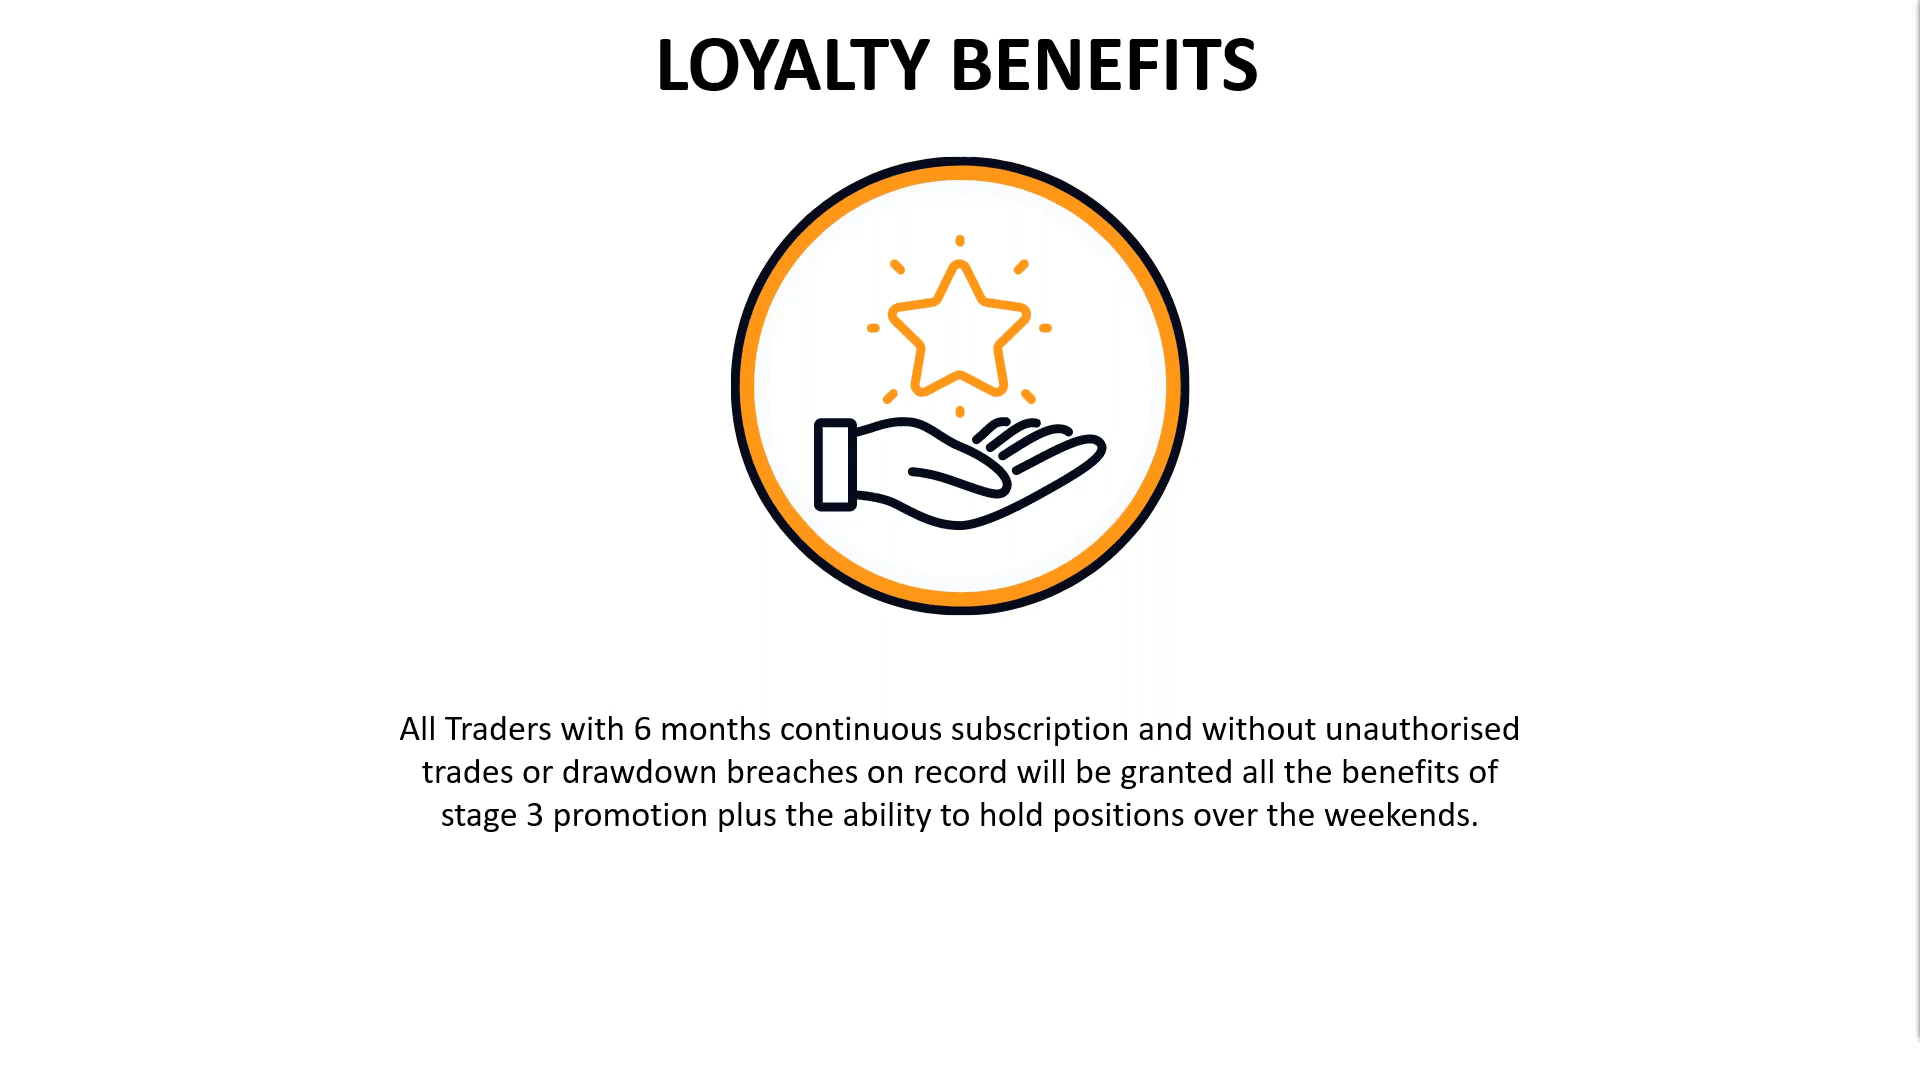 LOYALTY BENEFITS
All Traders with 6 months continuous subscription and without unauthorised
trades or drawdown breaches on record will be granted all the benefits of
stage 3 promotion plus the ability to hold positions over the weekends.